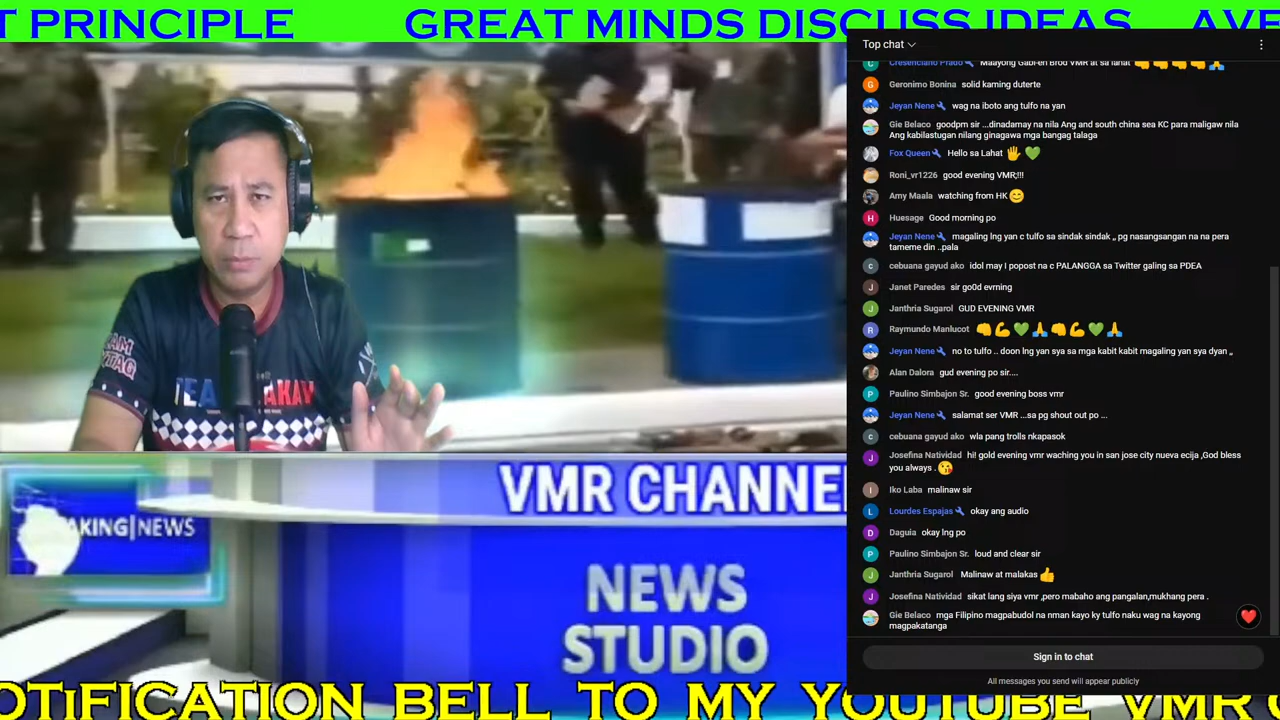 T PRINCIPLE GREAT MINDS DISCUSS IDEAS AVE
Top chat
Cresenciano Prado Maayong Gabi-en Brod VMR at sa lahat 👊👊👊👊🙏
Geronimo Bonina solid kaming duterte
Jeyan Nene wag na iboto ang tulfo na yan
Gie Belaco goodpm sir ...dinadamay na nila Ang and south china sea KC para maligaw nila
Ang kabilastugan nilang ginagawa mga bangag talaga
Fox Queen Hello sa Lahat 🖐💚
Roni_vr1226 good evening VMR,!!!
Amy Maala watching from HK😊
H Huesage Good morning po
Jeyan Nene magaling lng yan c tulfo sa sindak sindak ,, pg nasangsangan na na pera
tameme din ..pala
c cebuana gayud ako idol may I popost na c PALANGGA sa Twitter galing sa PDEA
J Janet Paredes sir go0d evrning
J Janthria Sugarol GUD EVENING VMR
R Raymundo Manlucot 👊💪💚🙏👊💪💚🙏
Jeyan Nene no to tulfo .. doon lng yan sya sa mga kabit kabit magaling yan sya dyan ,,
Alan Dalora gud evening po sir....
P Paulino Simbajon Sr. good evening boss vmr
Jeyan Nene salamat ser VMR ...sa pg shout out po ...
c cebuana gayud ako wla pang trolls nkapasok
J Josefina Natividad hi! gold evening vmr waching you in san jose city nueva ecija ,God bless
you always .😘
I Iko Laba malinaw sir
L Lourdes Espajas okay ang audio
D Daguia okay lng po
P Paulino Simbajon Sr. loud and clear sir
J Janthria Sugarol Malinaw at malakas👍
J Josefina Natividad sikat lang siya vmr ,pero mabaho ang pangalan,mukhang pera .
Gie Belaco mga Filipino magpabudol na nman kayo ky tulfo naku wag na kayong
magpakatanga
Sign in to chat
All messages you send will appear publicly
TEAM
VMR CHANNE
AKING|NEWS
NEWS
STUDIO
OTIFICATION BELL TO MY YOUTUBE VMR C